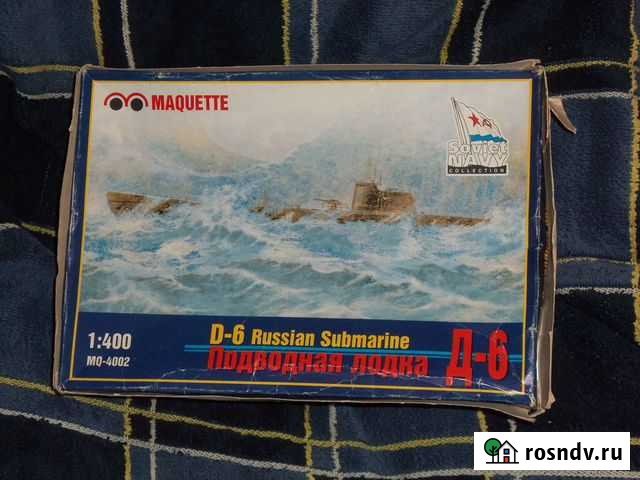 MAQUETTE
Soviet
NAVY
COLLECTION
1:400
MQ-4002
D-6 Russian Submarine
Подводная лодка Д-6
rosndv.ru